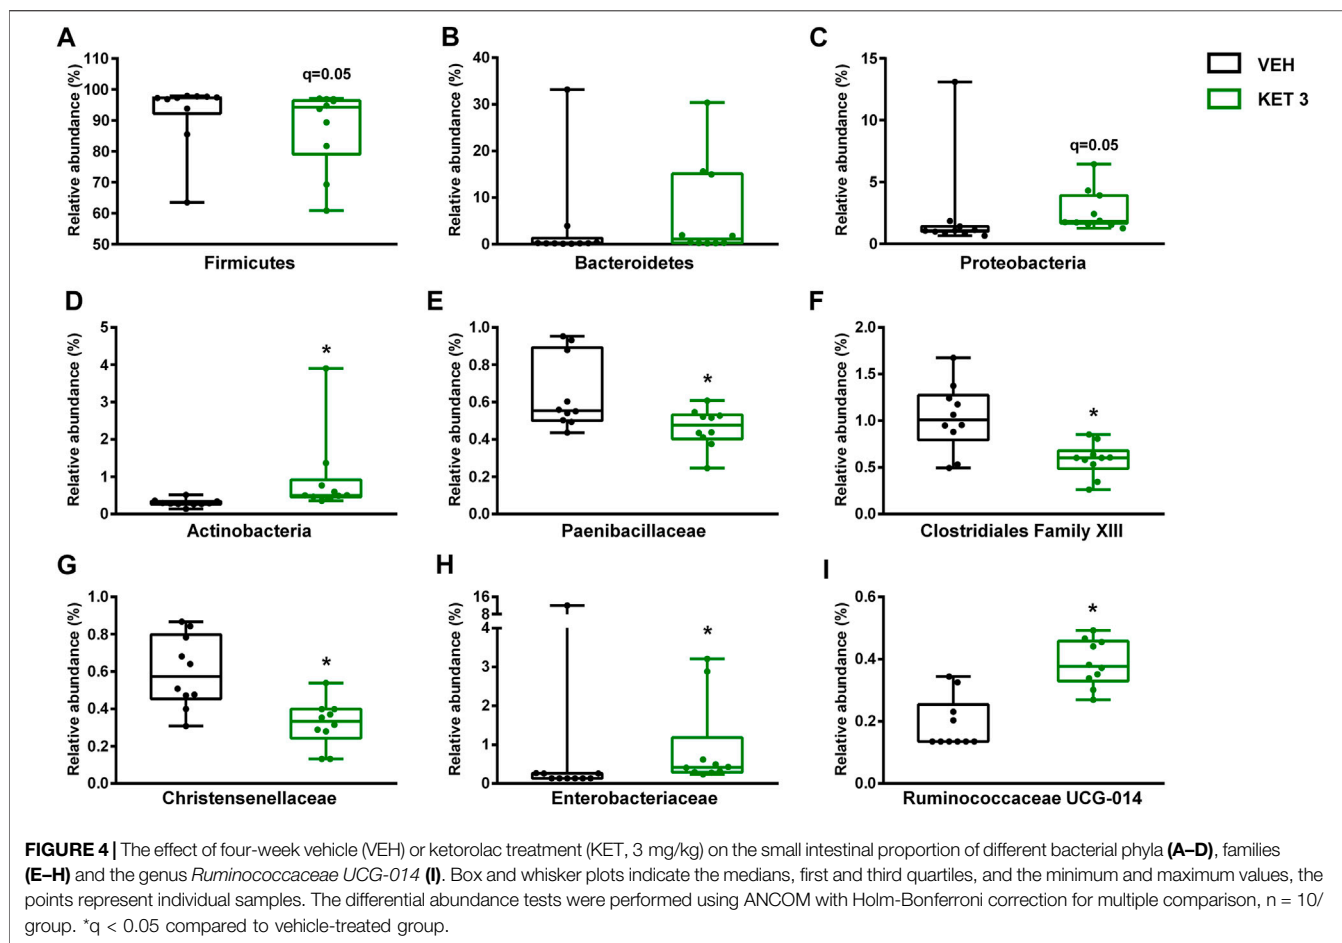 A
Relative abundance (%)
110
100
90
80
70
60
50
q=0.05
Firmicutes
B
Relative abundance (%)
40
30
20
10
0
Bacteroidetes
C
Relative abundance (%)
15
10
5
0
q=0.05
Proteobacteria
VEH
KET 3
D
Relative abundance (%)
5
4
3
2
1
0
*
Actinobacteria
E
Relative abundance (%)
1.0
0.8
0.6
0.4
0.2
0.0
*
Paenibacillaceae
F
Relative abundance (%)
2.0
1.5
1.0
0.5
0.0
*
Clostridiales Family XIII
G
Relative abundance (%)
1.0
0.8
0.6
0.4
0.2
0.0
*
Christensenellaceae
H
Relative abundance (%)
16
8
4
3
2
1
0
*
Enterobacteriaceae
I
Relative abundance (%)
0.6
0.4
0.2
0.0
*
Ruminococcaceae UCG-014
FIGURE 4 | The effect of four-week vehicle (VEH) or ketorolac treatment (KET, 3 mg/kg) on the small intestinal proportion of different bacterial phyla (A–D), families
(E–H) and the genus Ruminococcaceae UCG-014 (I). Box and whisker plots indicate the medians, first and third quartiles, and the minimum and maximum values, the
points represent individual samples. The differential abundance tests were performed using ANCOM with Holm-Bonferroni correction for multiple comparison, n = 10/
group. *q < 0.05 compared to vehicle-treated group.